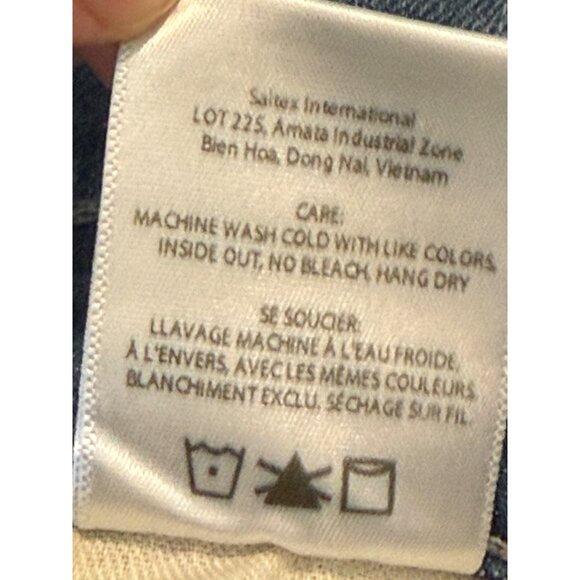 Saitex International
LOT 225, Amata Industrial Zone
Bien Hoa, Dong Nai, Vietnam
CARE:
MACHINE WASH COLD WITH LIKE COLORS,
INSIDE OUT, NO BLEACH, HANG DRY
SE SOUCIER:
LLAVAGE MACHINE À L'EAU FROIDE,
À L'ENVERS, AVEC LES MÊMES COULEURS,
BLANCHIMENT EXCLU, SÉCHAGE SUR FIL.